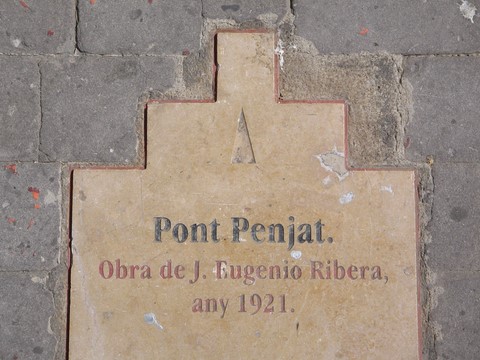 Pont Penjat.
Obra de J. Eugenio Ribera,
any 1921.